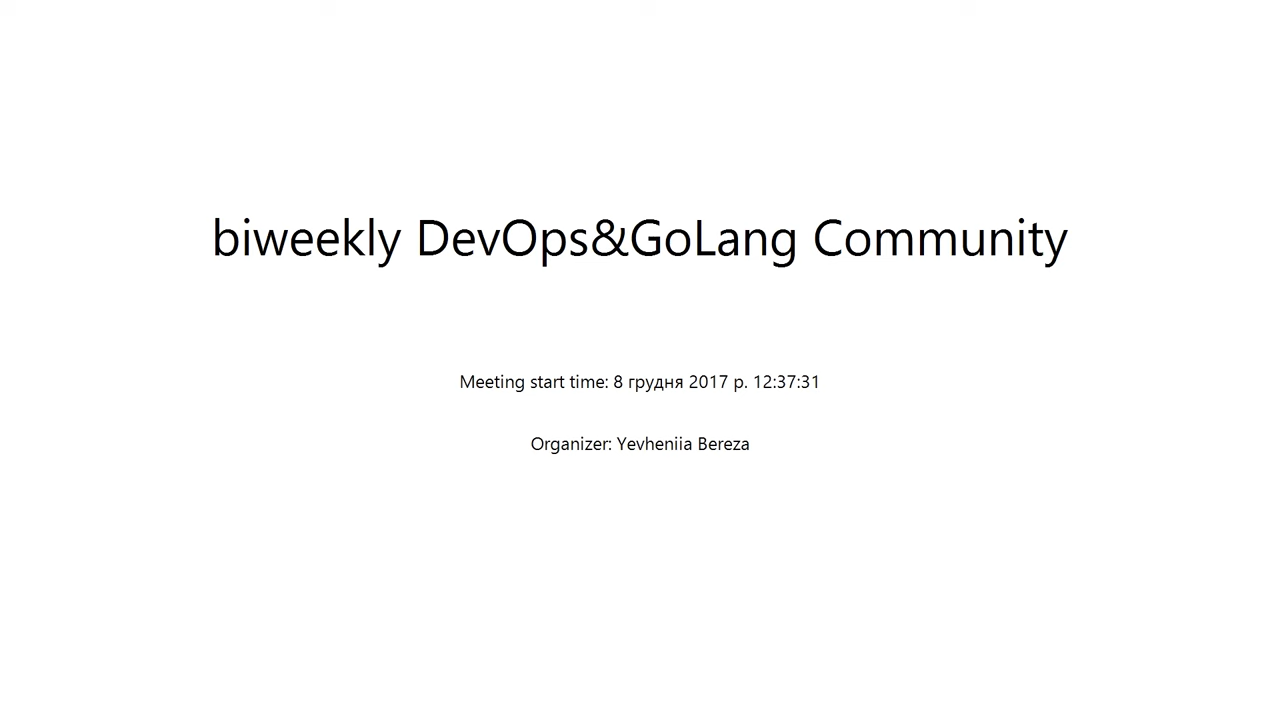 biweekly DevOps&GoLang Community
Meeting start time: 8 грудня 2017 р. 12:37:31
Organizer: Yevheniia Bereza